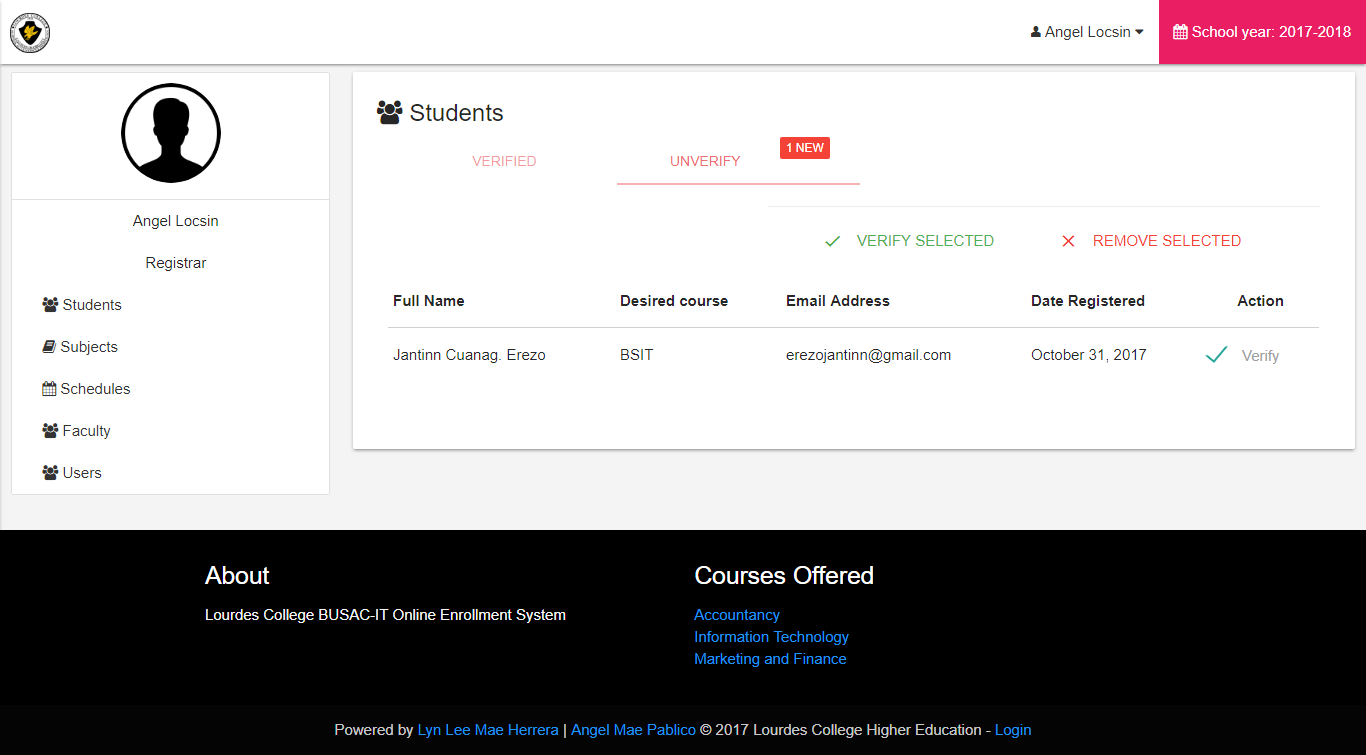 Angel Locsin
School year: 2017-2018
Angel Locsin
Registrar
Students
Subjects
Schedules
Faculty
Users
Students
VERIFIED
UNVERIFY
1 NEW
VERIFY SELECTED
REMOVE SELECTED
Full Name Desired course Email Address Date Registered Action
Jantinn Cuanag. Erezo BSIT erezojantinn@gmail.com October 31, 2017 Verify
About
Lourdes College BUSAC-IT Online Enrollment System
Courses Offered
Accountancy
Information Technology
Marketing and Finance
Powered by Lyn Lee Mae Herrera | Angel Mae Pablico © 2017 Lourdes College Higher Education - Login